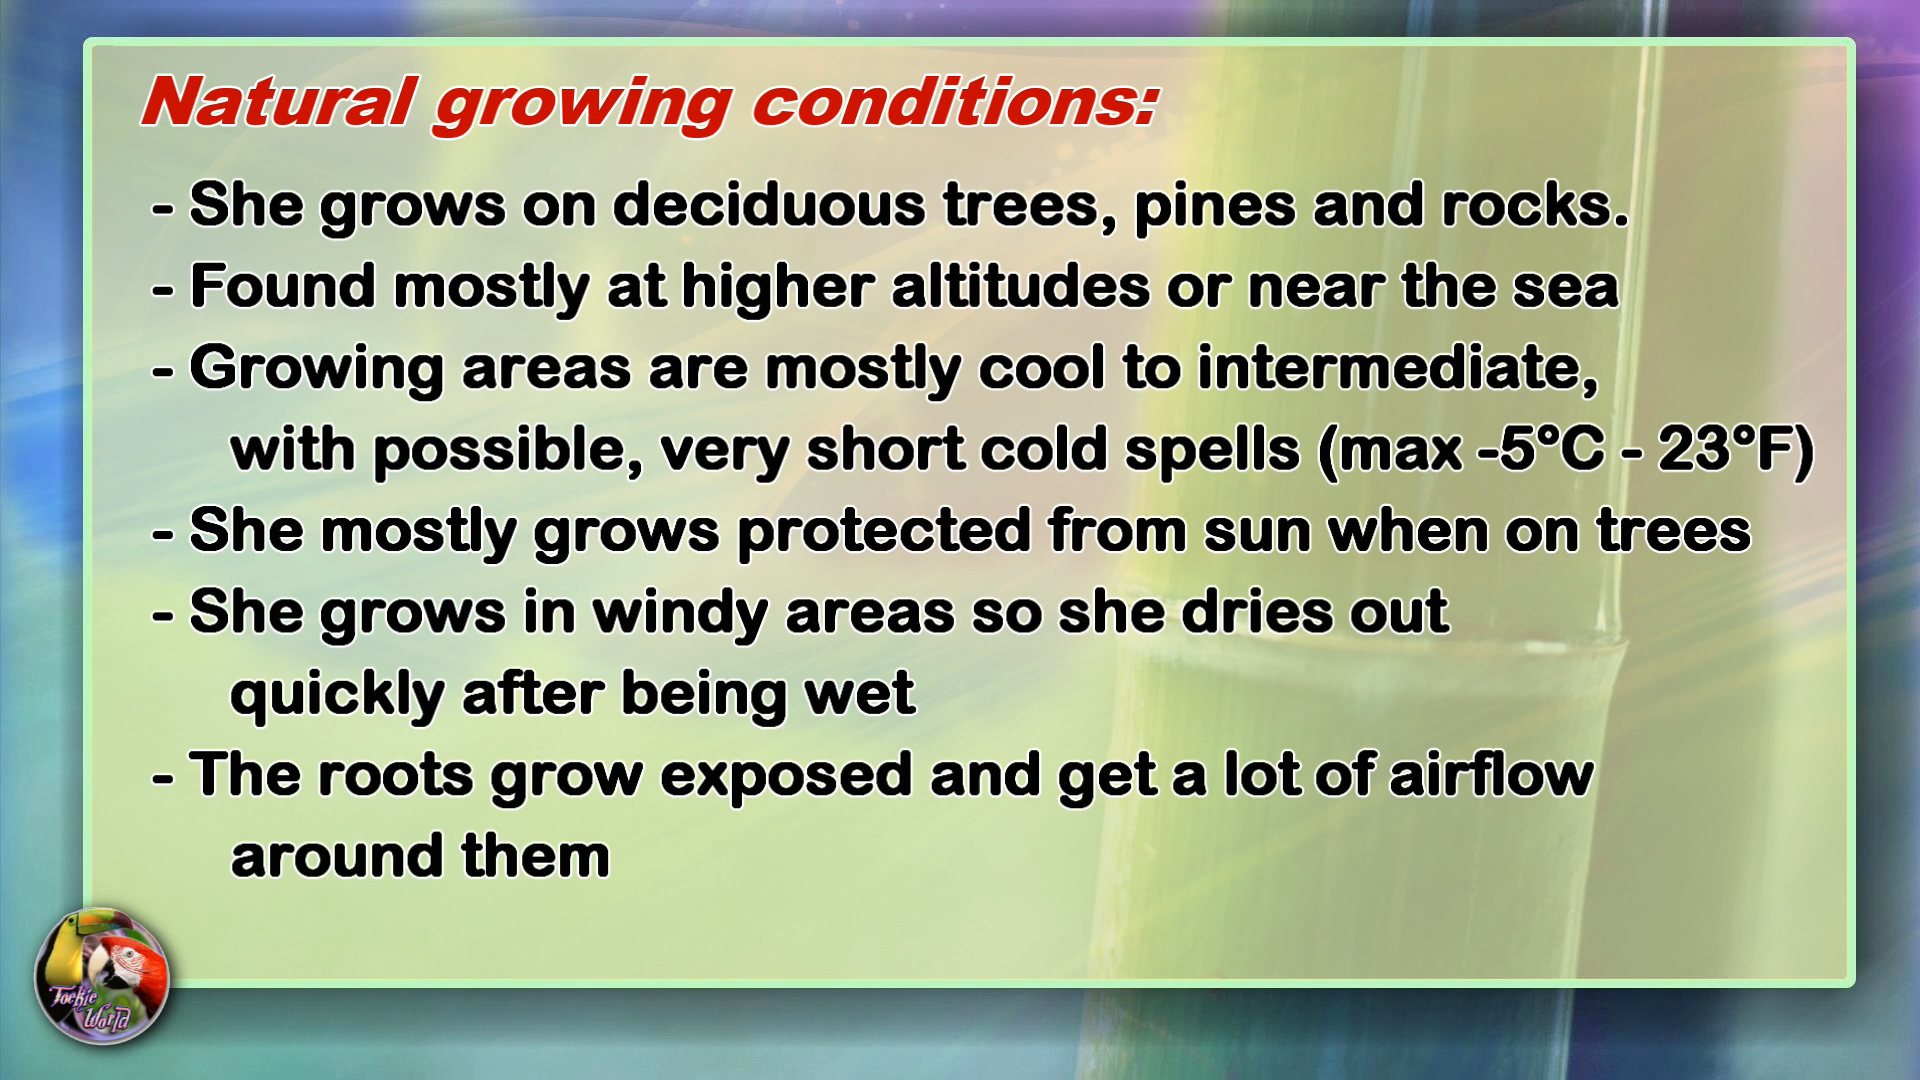 Natural growing conditions:
- She grows on deciduous trees, pines and rocks.
- Found mostly at higher altitudes or near the sea
- Growing areas are mostly cool to intermediate,
with possible, very short cold spells (max -5°C - 23°F)
- She mostly grows protected from sun when on trees
- She grows in windy areas so she dries out
quickly after being wet
- The roots grow exposed and get a lot of airflow
around them
Toekie
World